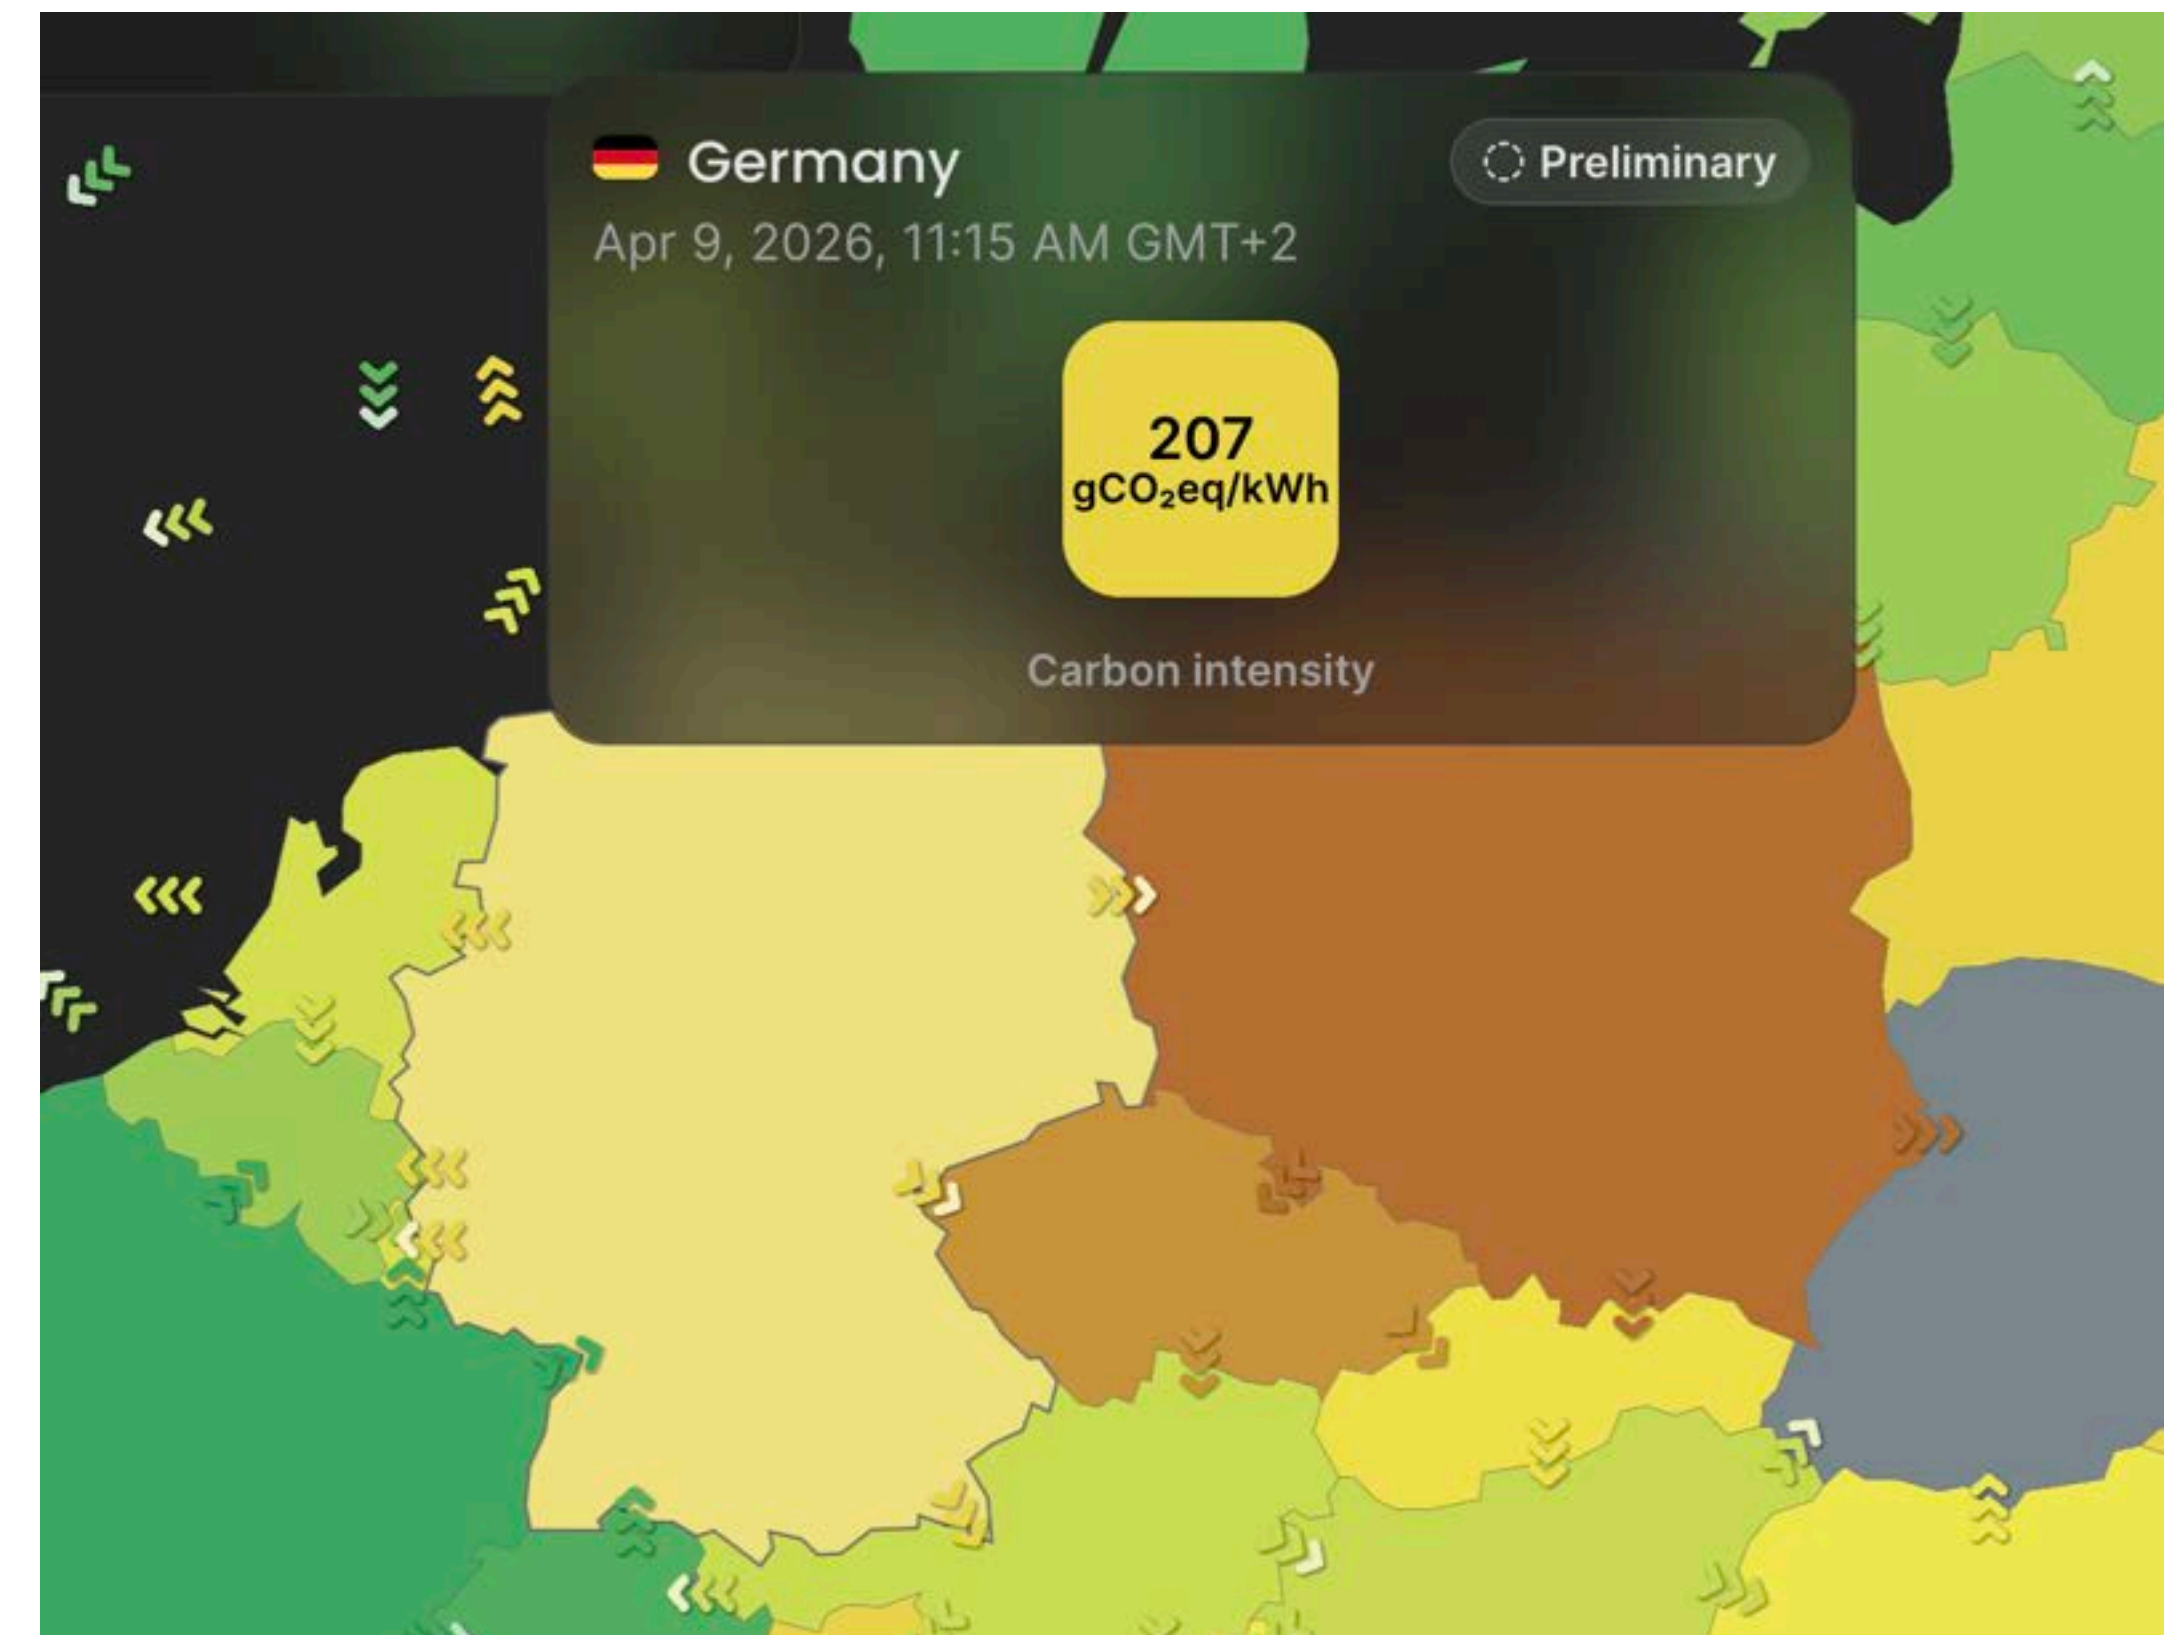 Germany
Preliminary
Apr 9, 2026, 11:15 AM GMT+2
207
gCO₂eq/kWh
Carbon intensity